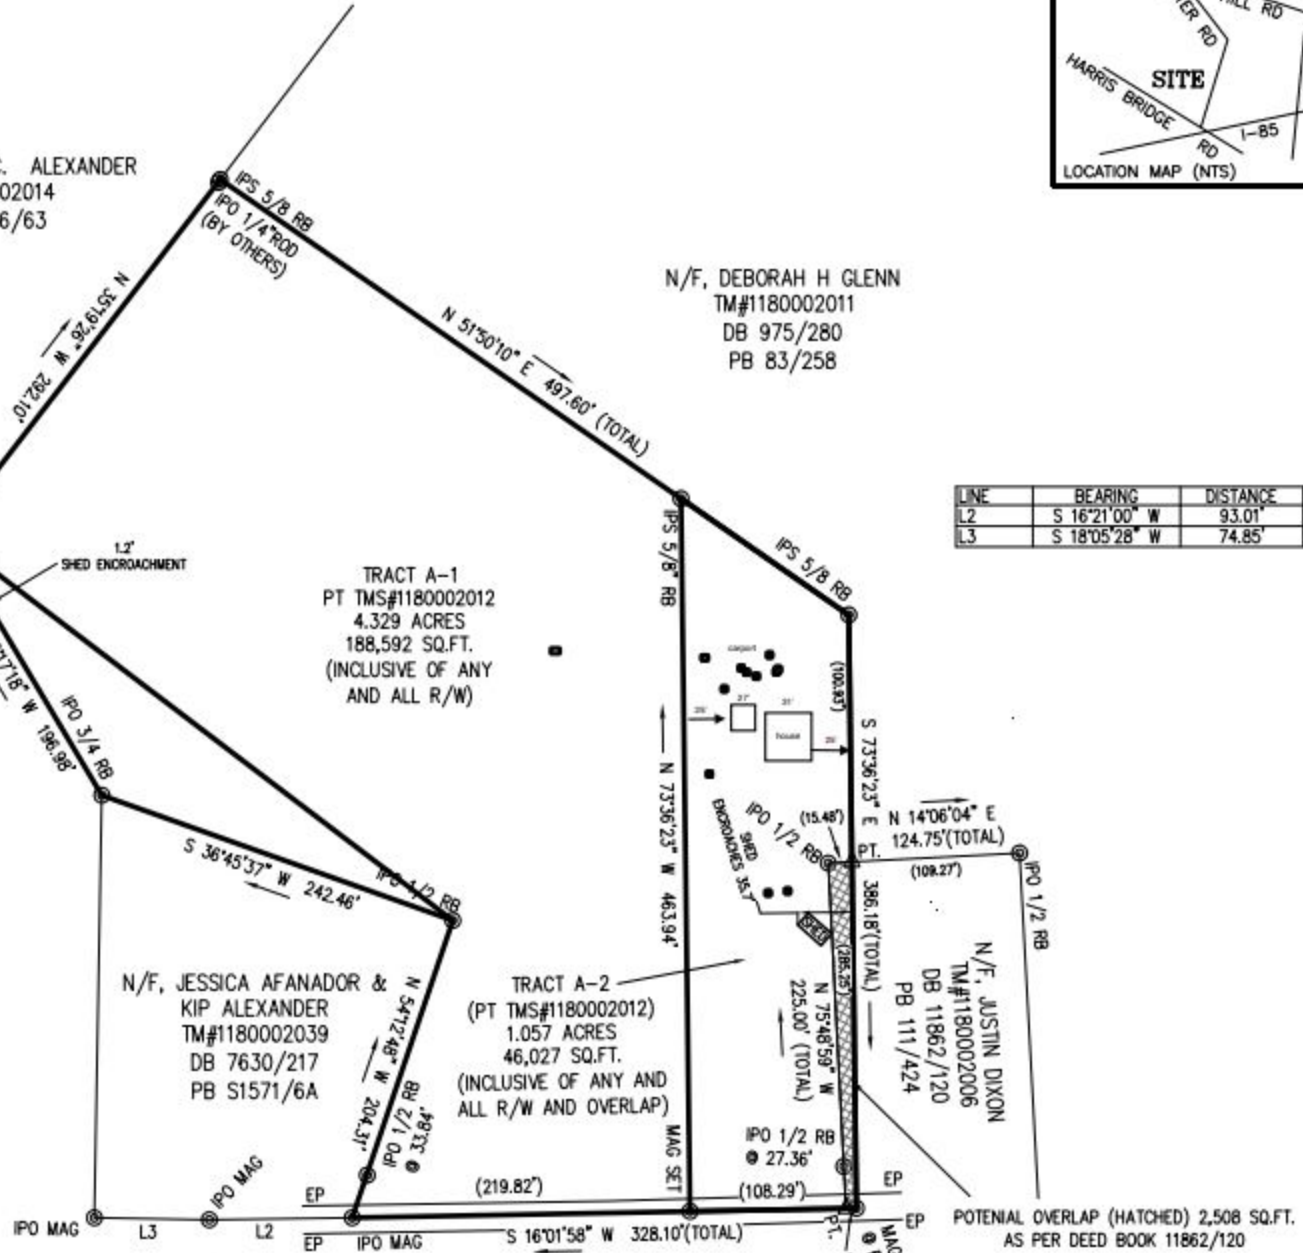 HILL RD
RD
HARRIS BRIDGE
RD
SITE
I-85
LOCATION MAP (NTS)
ALEXANDER
02014
6/63
IPS 5/8 RB
IPO 1/4"ROD
(BY OTHERS)
N 35°19'26" W 292.10'
N/F, DEBORAH H GLENN
TM#1180002011
DB 975/280
PB 83/258
N 51°50'10" E 497.60' (TOTAL)
LINE BEARING DISTANCE
L2 S 16°21'00" W 93.01'
L3 S 18°05'28" W 74.85'
1.2'
SHED ENCROACHMENT
TRACT A-1
PT TMS#1180002012
4.329 ACRES
188,592 SQ.FT.
(INCLUSIVE OF ANY
AND ALL R/W)
IPS 5/8" RB
IPS 5/8 RB
carport
27'
31'
house
25'
(100.93')
S 73°36'23" E
386.18'(TOTAL)
17'18" W 196.98'
IPO 3/4 RB
N 73°36'23" W 463.94'
SHED
ENCROACHES 35.7'
IPO 1/2 RB
(15.48')
PT.
N 14°06'04" E
124.75'(TOTAL)
(109.27')
IPO 1/2 RB
S 36°45'37" W 242.46'
IPO 1/2 RB
SHED
(285.25')
N 75°48'59" W
225.00' (TOTAL)
N/F, JUSTIN DIXON
TM#1180002006
DB 11862/120
PB 111/424
N/F, JESSICA AFANADOR &
KIP ALEXANDER
TM#1180002039
DB 7630/217
PB S1571/6A
N 54°12'48" W 204.31'
IPO 1/2 RB
@ 33.84'
TRACT A-2
(PT TMS#1180002012)
1.057 ACRES
46,027 SQ.FT.
(INCLUSIVE OF ANY AND
ALL R/W AND OVERLAP)
MAG SET
IPO 1/2 RB
@ 27.36'
IPO MAG
EP
(219.82')
(108.29')
EP
IPO MAG
L3
L2
EP
IPO MAG
S 16°01'58" W 328.10'(TOTAL)
PT.
MAG
@
EP
POTENIAL OVERLAP (HATCHED) 2,508 SQ.FT.
AS PER DEED BOOK 11862/120